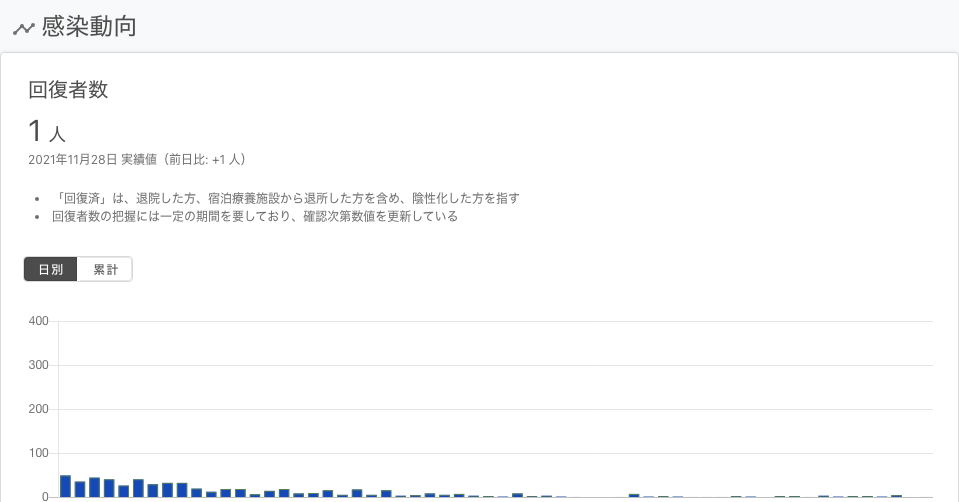 感染動向
回復者数
1 人
2021年11月28日 実績値（前日比: +1 人）
「回復済」は、退院した方、宿泊療養施設から退所した方を含め、陰性化した方を指す
回復者数の把握には一定の期間を要しており、確認次第数値を更新している
日別 累計
400
300
200
100
0